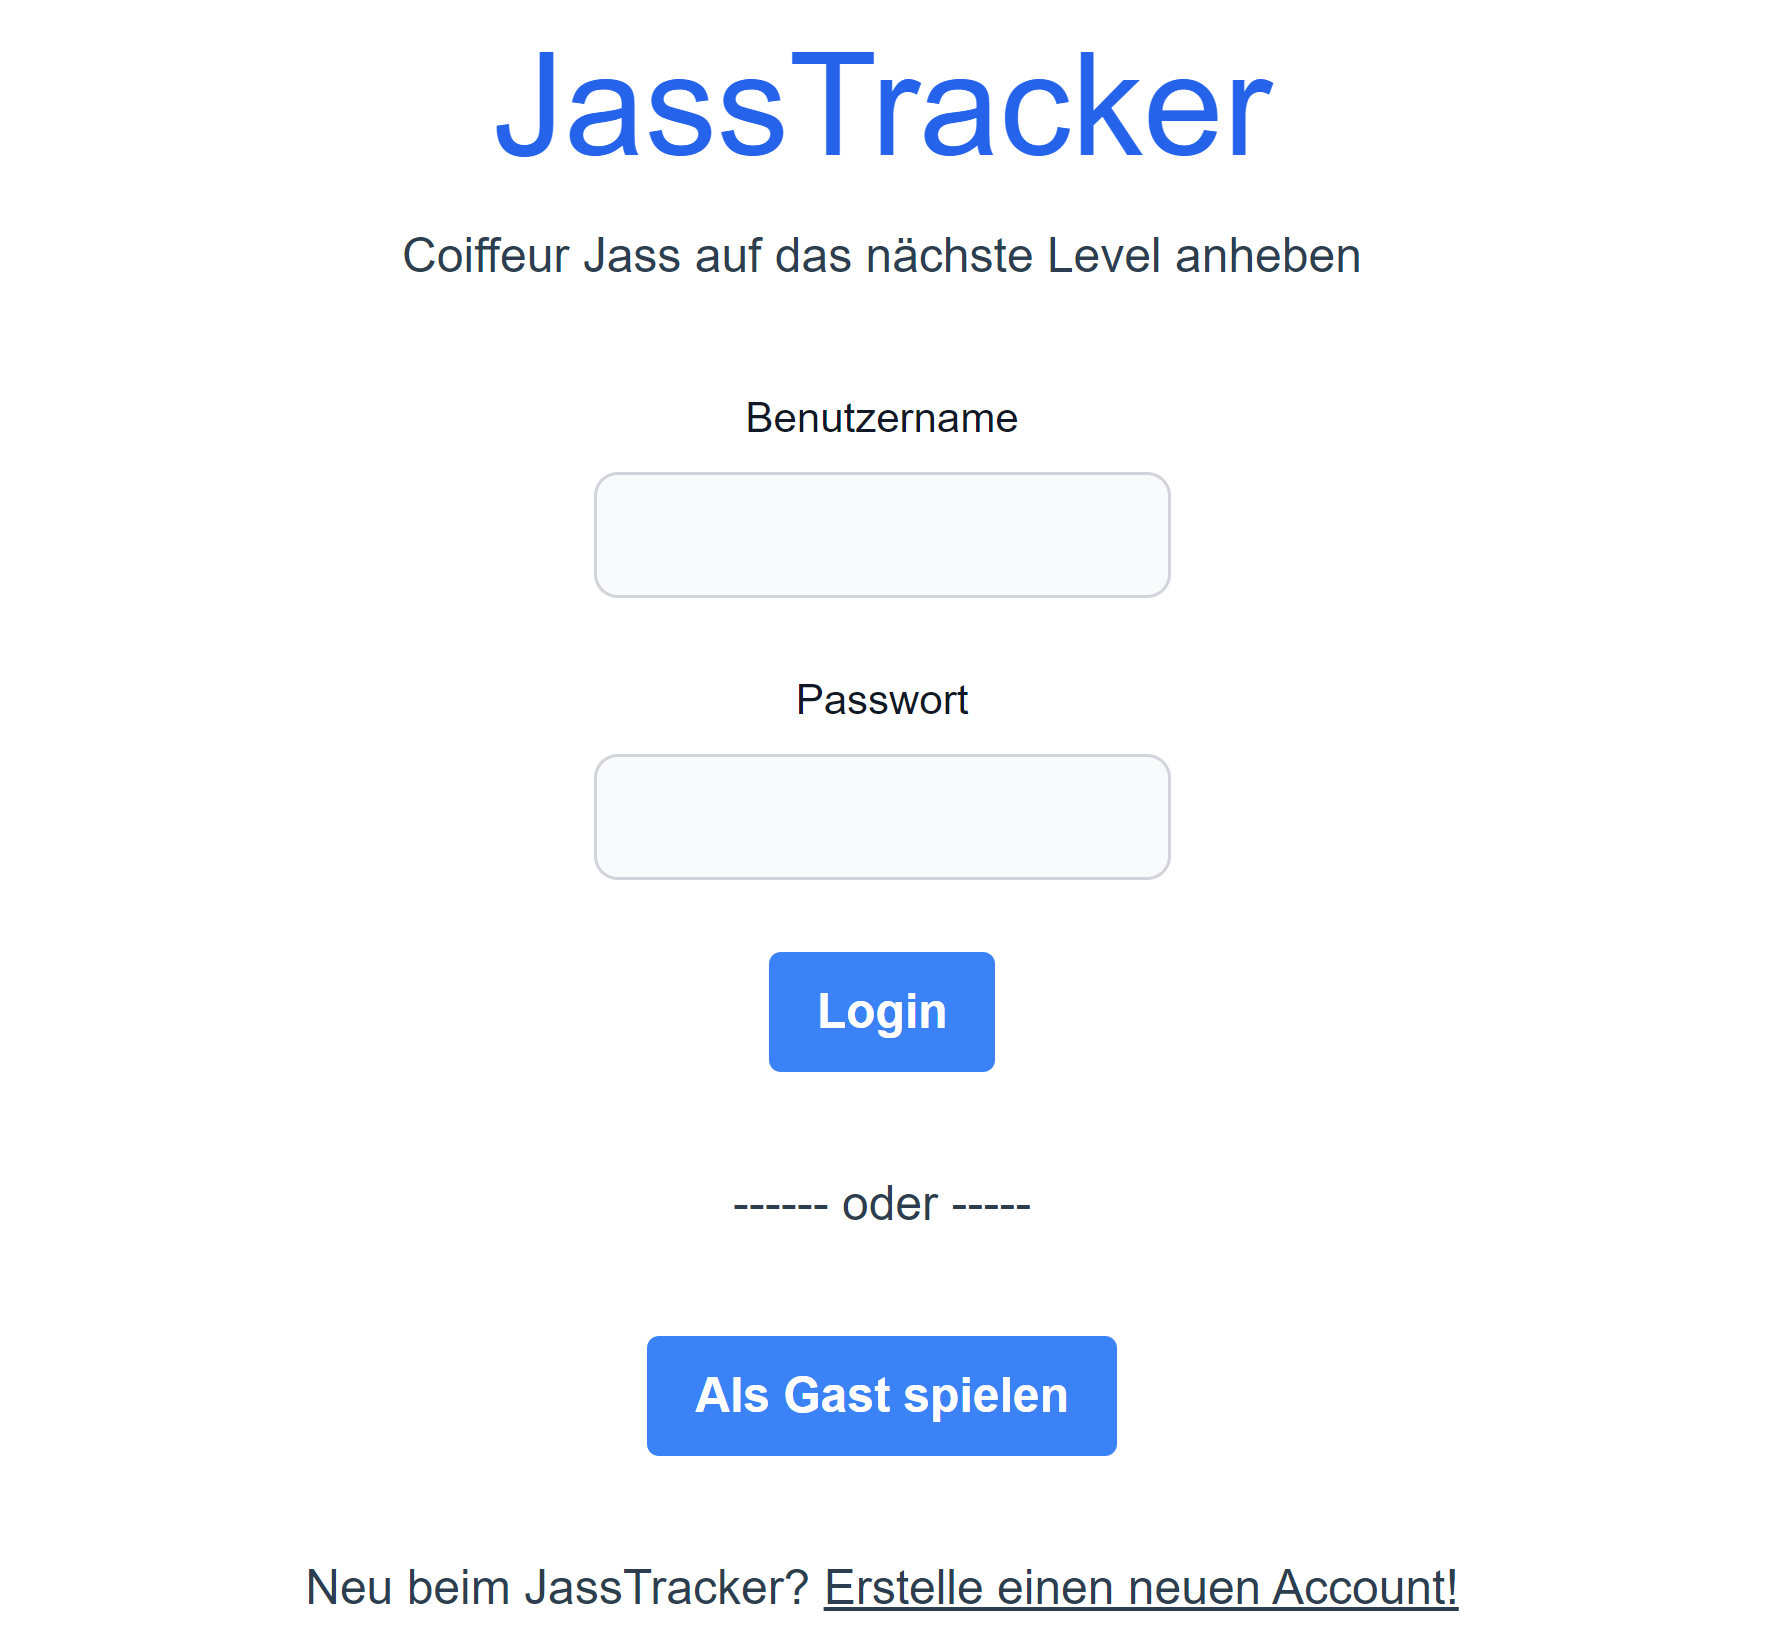 JassTracker
Coiffeur Jass auf das nächste Level anheben
Benutzername
Passwort
Login
------ oder -----
Als Gast spielen
Neu beim JassTracker? Erstelle einen neuen Account!